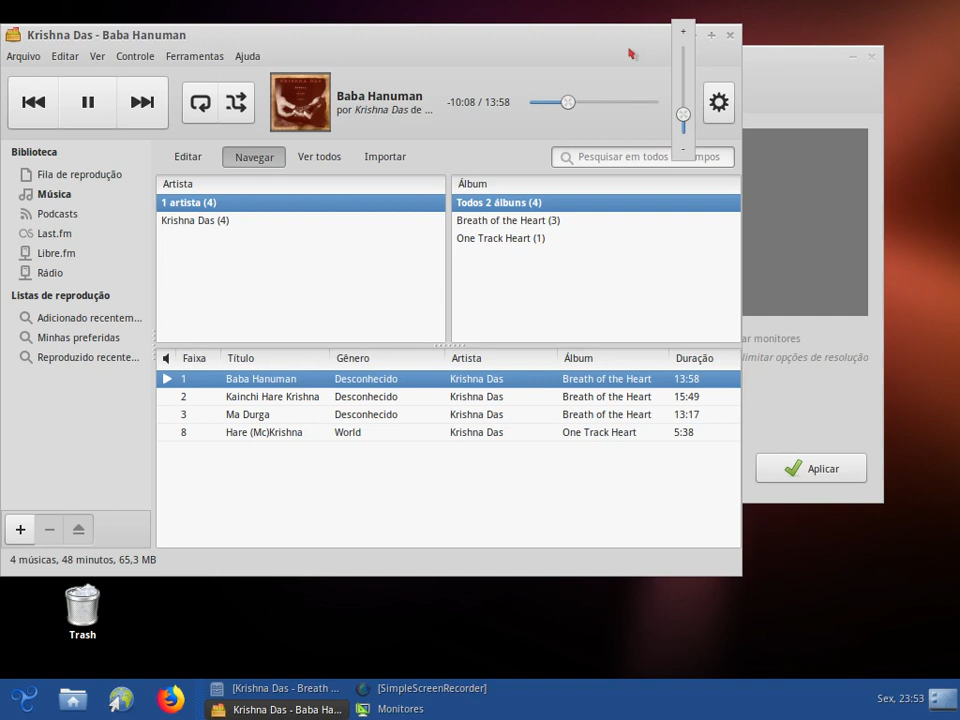 Krishna Das - Baba Hanuman
Arquivo Editar Ver Controle Ferramentas Ajuda
Baba Hanuman
por Krishna Das de ...
-10:08 / 13:58
+
-
Biblioteca
Fila de reprodução
Música
Podcasts
Last.fm
Libre.fm
Rádio
Listas de reprodução
Adicionado recentem...
Minhas preferidas
Reproduzido recente...
Editar Navegar Ver todos Importar
Pesquisar em todos
Artista
1 artista (4)
Krishna Das (4)
Álbum
Todos 2 álbuns (4)
Breath of the Heart (3)
One Track Heart (1)
Faixa Título Gênero Artista Álbum Duração
1 Baba Hanuman Desconhecido Krishna Das Breath of the Heart 13:58
2 Kainchi Hare Krishna Desconhecido Krishna Das Breath of the Heart 15:49
3 Ma Durga Desconhecido Krishna Das Breath of the Heart 13:17
8 Hare (Mc)Krishna World Krishna Das One Track Heart 5:38
4 músicas, 48 minutos, 65,3 MB
monitores
limitar opções de resolução
Aplicar
Trash
[Krishna Das - Breath ...
[SimpleScreenRecorder]
Krishna Das - Baba Ha...
Monitores
Sex, 23:53